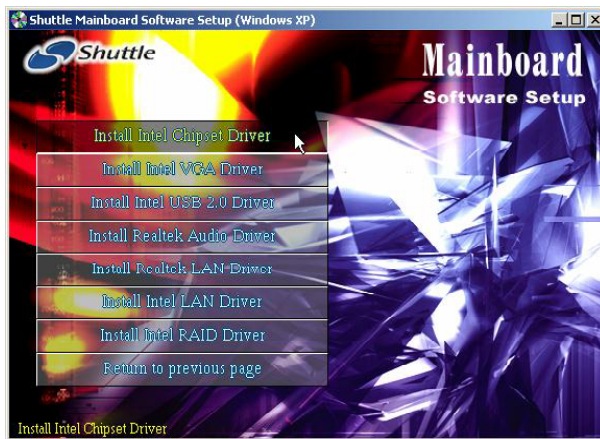 Shuttle Mainboard Software Setup (Windows XP)
Shuttle
Mainboard
Software Setup
Install Intel Chipset Driver
Install Intel VGA Driver
Install Intel USB 2.0 Driver
Install Realtek Audio Driver
Install Realtek LAN Driver
Install Intel LAN Driver
Install Intel RAID Driver
Return to previous page
Install Intel Chipset Driver